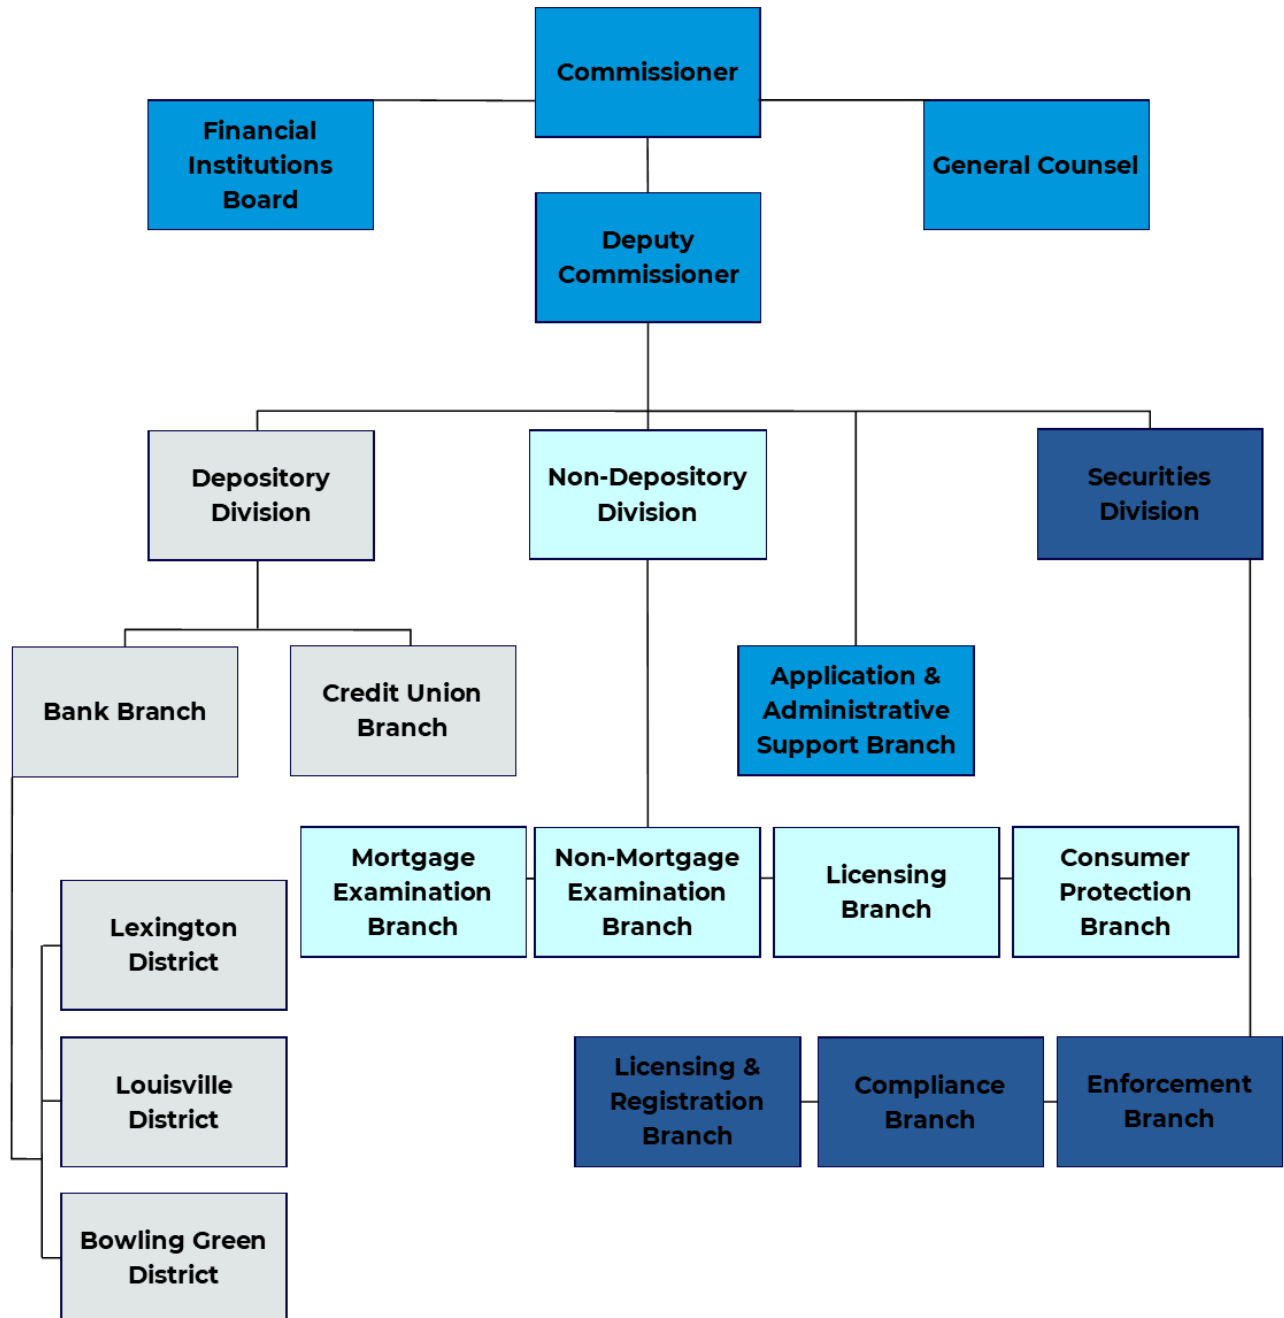 Commissioner
Financial
Institutions
Board
General Counsel
Deputy
Commissioner
Depository
Division
Non-Depository
Division
Securities
Division
Bank Branch
Credit Union
Branch
Application &
Administrative
Support Branch
Mortgage
Examination
Branch
Non-Mortgage
Examination
Branch
Licensing
Branch
Consumer
Protection
Branch
Lexington
District
Louisville
District
Bowling Green
District
Licensing &
Registration
Branch
Compliance
Branch
Enforcement
Branch